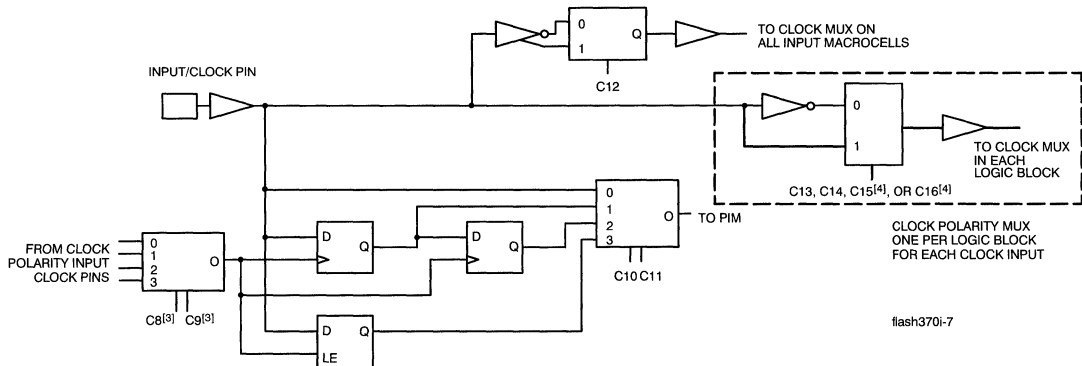 0
1
Q
C12
TO CLOCK MUX ON
ALL INPUT MACROCELLS
INPUT/CLOCK PIN
0
1
TO CLOCK MUX
IN EACH
LOGIC BLOCK
C13, C14, C15[4], OR C16[4]
0
1
2
3
O
TO PIM
C10 C11
CLOCK POLARITY MUX
ONE PER LOGIC BLOCK
FOR EACH CLOCK INPUT
D
Q
D
Q
FROM CLOCK
POLARITY INPUT
CLOCK PINS
0
1
2
3
O
C8[3] C9[3]
D
Q
LE
flash370i-7